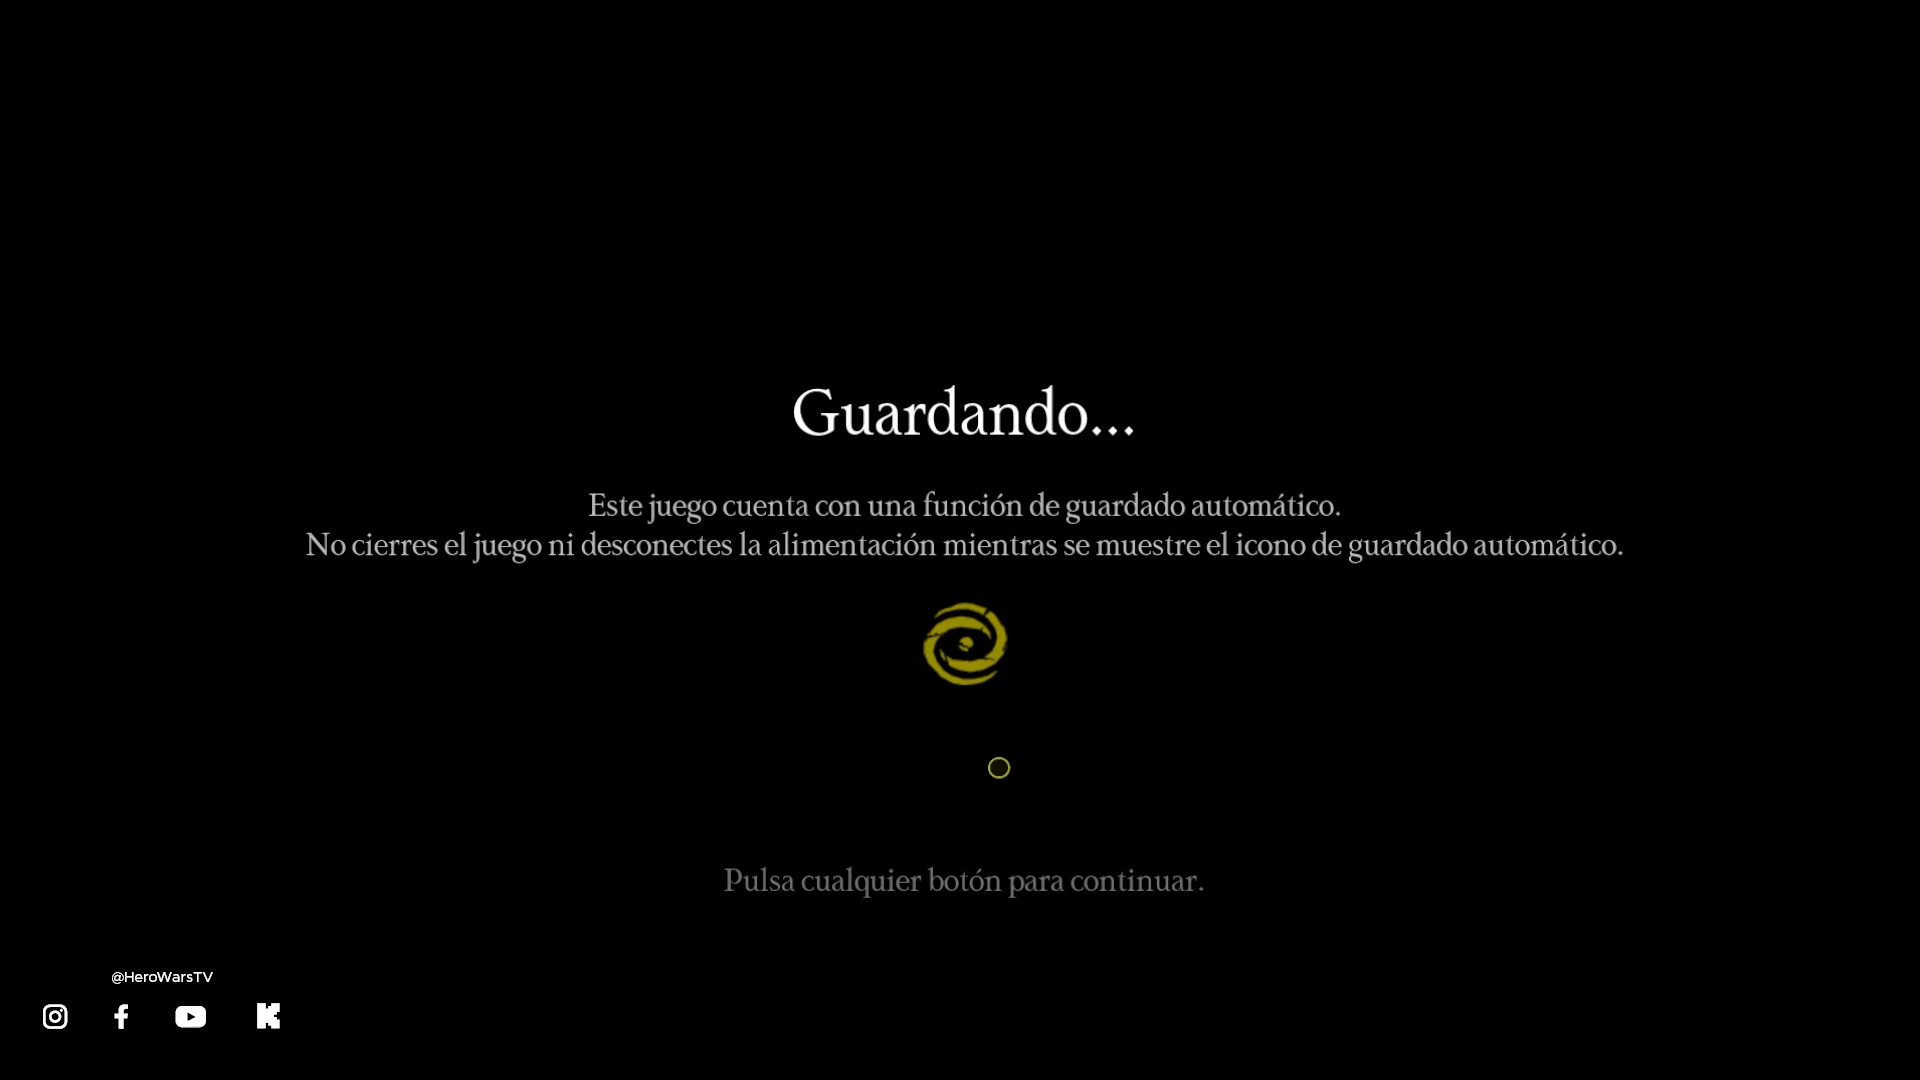 Guardando...
Este juego cuenta con una función de guardado automático.
No cierres el juego ni desconectes la alimentación mientras se muestre el icono de guardado automático.
Pulsa cualquier botón para continuar.
@HeroWarsTV